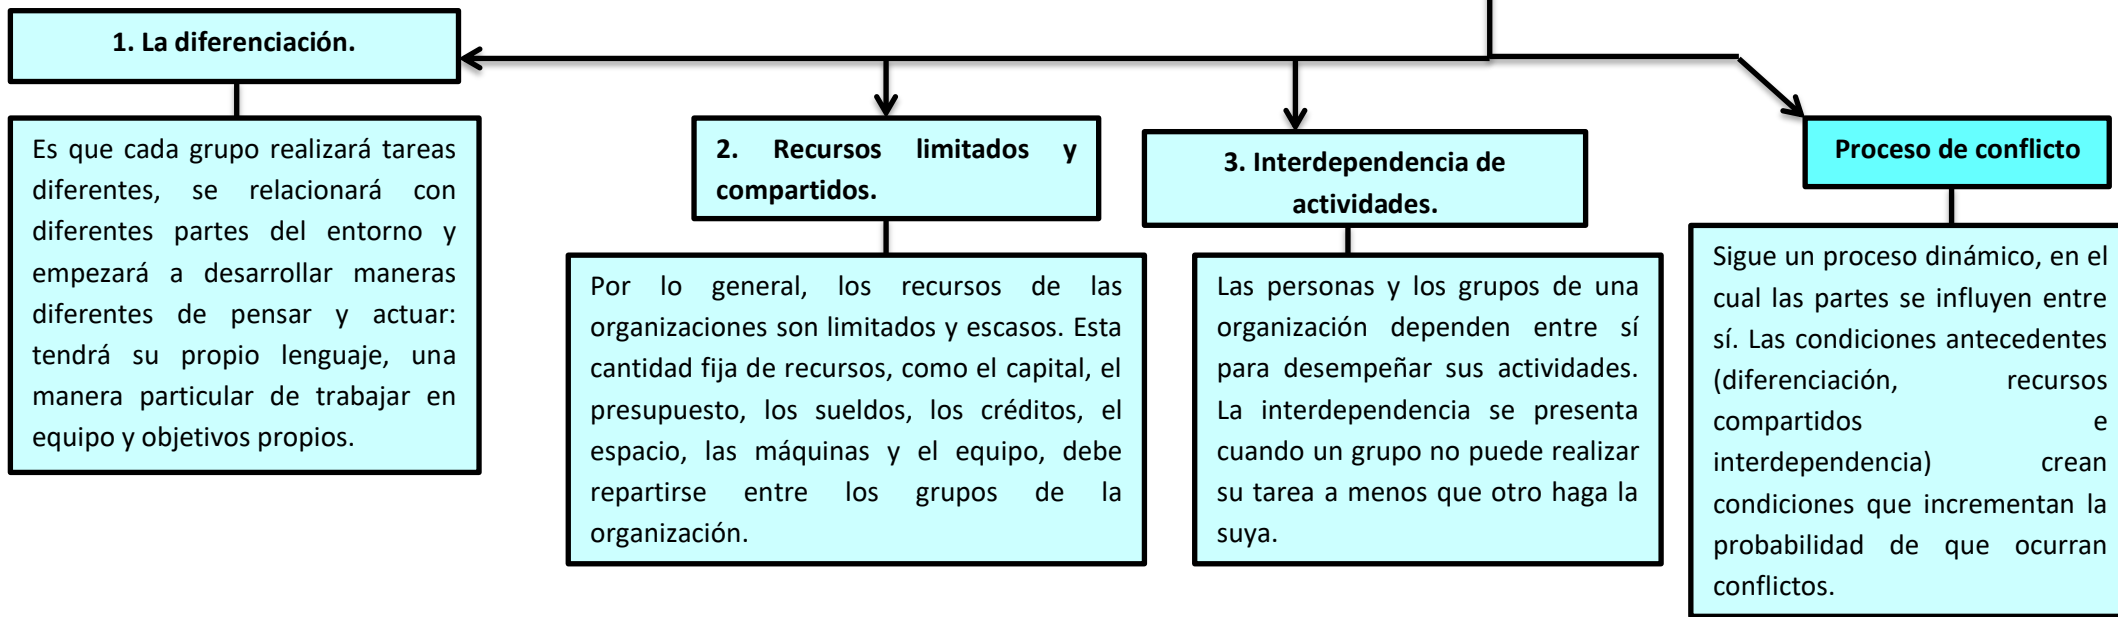 1. La diferenciación.
Es que cada grupo realizará tareas
diferentes, se relacionará con
diferentes partes del entorno y
empezará a desarrollar maneras
diferentes de pensar y actuar:
tendrá su propio lenguaje, una
manera particular de trabajar en
equipo y objetivos propios.
2. Recursos limitados y
compartidos.
Por lo general, los recursos de las
organizaciones son limitados y escasos. Esta
cantidad fija de recursos, como el capital, el
presupuesto, los sueldos, los créditos, el
espacio, las máquinas y el equipo, debe
repartirse entre los grupos de la
organización.
3. Interdependencia de
actividades.
Las personas y los grupos de una
organización dependen entre sí
para desempeñar sus actividades.
La interdependencia se presenta
cuando un grupo no puede realizar
su tarea a menos que otro haga la
suya.
Proceso de conflicto
Sigue un proceso dinámico, en el
cual las partes se influyen entre
sí. Las condiciones antecedentes
(diferenciación, recursos
compartidos e
interdependencia) crean
condiciones que incrementan la
probabilidad de que ocurran
conflictos.